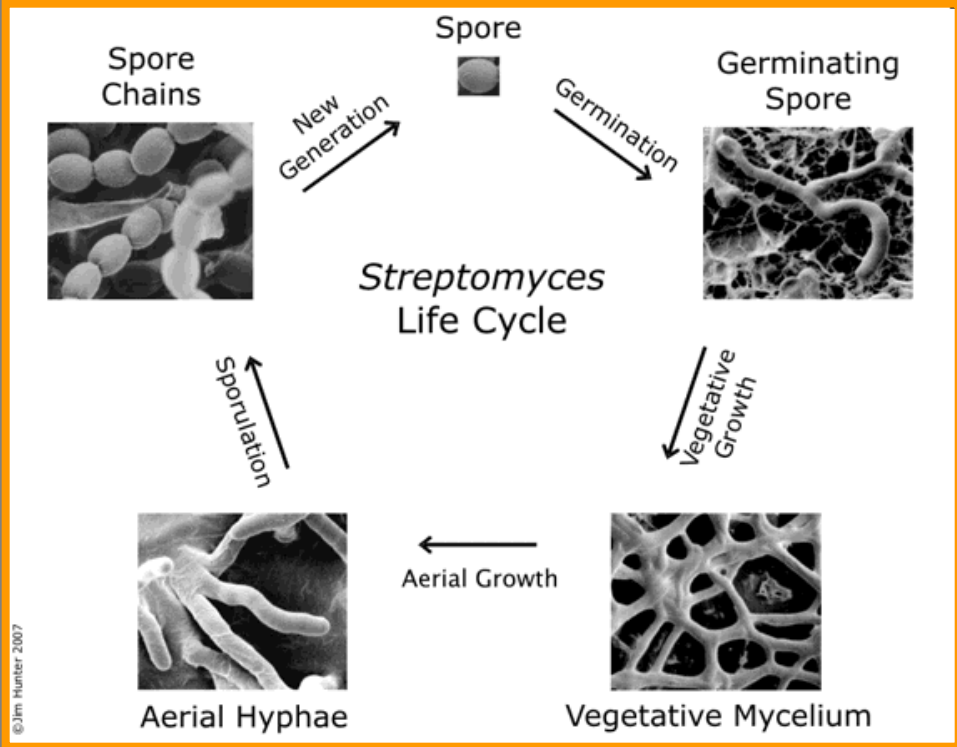 Spore
Spore
Chains
New
Generation
Germination
Germinating
Spore
Streptomyces
Life Cycle
Sporulation
Vegetative
Growth
Aerial Growth
Aerial Hyphae
Vegetative Mycelium
©Jim Hunter 2007